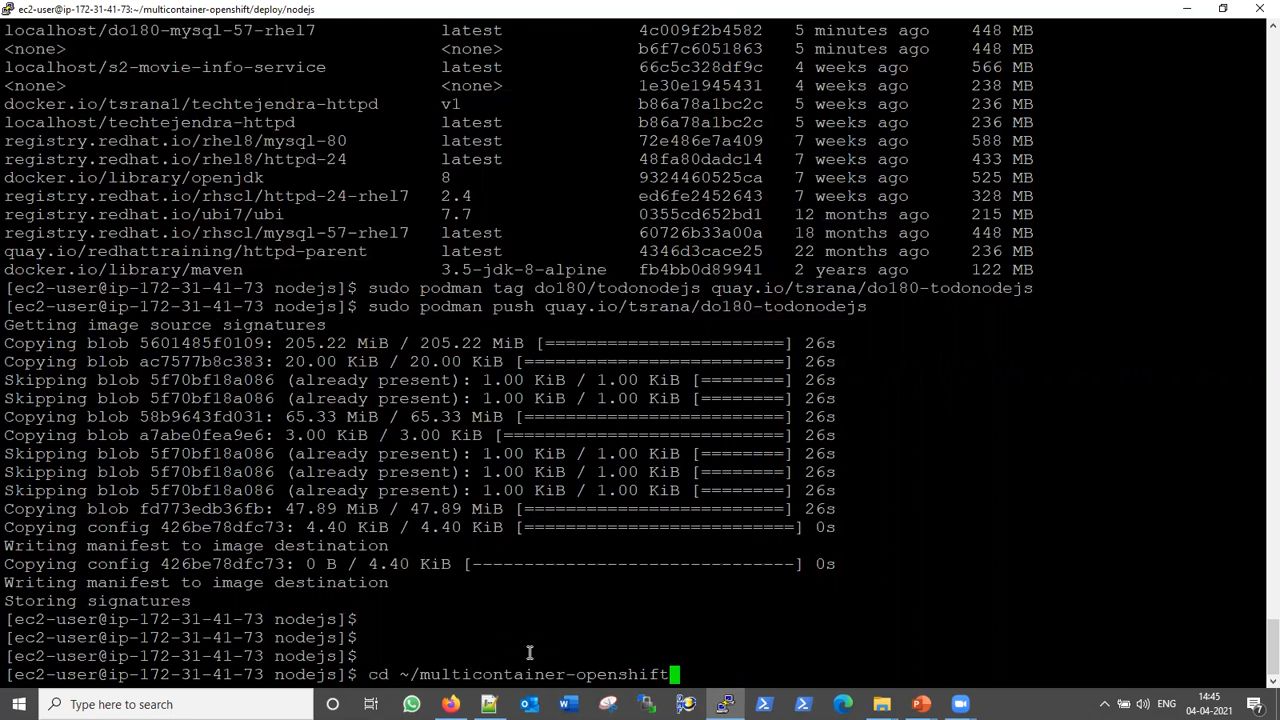 ec2-user@ip-172-31-41-73:~/multicontainer-openshift/deploy/nodejs
localhost/do180-mysql-57-rhel7 latest 4c009f2b4582 5 minutes ago 448 MB
<none> <none> b6f7c6051863 5 minutes ago 448 MB
localhost/s2-movie-info-service latest 66c5c328df9c 4 weeks ago 566 MB
<none> <none> 1e30e1945431 4 weeks ago 238 MB
docker.io/tsrana1/techtejendra-httpd v1 b86a78a1bc2c 5 weeks ago 236 MB
localhost/techtejendra-httpd latest b86a78a1bc2c 5 weeks ago 236 MB
registry.redhat.io/rhel8/mysql-80 latest 72e486e7a409 7 weeks ago 588 MB
registry.redhat.io/rhel8/httpd-24 latest 48fa80dadc14 7 weeks ago 433 MB
docker.io/library/openjdk 8 9324460525ca 7 weeks ago 525 MB
registry.redhat.io/rhscl/httpd-24-rhel7 2.4 ed6fe2452643 7 weeks ago 328 MB
registry.redhat.io/ubi7/ubi 7.7 0355cd652bd1 12 months ago 215 MB
registry.redhat.io/rhscl/mysql-57-rhel7 latest 60726b33a00a 18 months ago 448 MB
quay.io/redhattraining/httpd-parent latest 4346d3cace25 22 months ago 236 MB
docker.io/library/maven 3.5-jdk-8-alpine fb4bb0d89941 2 years ago 122 MB
[ec2-user@ip-172-31-41-73 nodejs]$ sudo podman tag do180/todonodejs quay.io/tsrana/do180-todonodejs
[ec2-user@ip-172-31-41-73 nodejs]$ sudo podman push quay.io/tsrana/do180-todonodejs
Getting image source signatures
Copying blob 5601485f0109: 205.22 MiB / 205.22 MiB [=======================] 26s
Copying blob ac7577b8c383: 20.00 KiB / 20.00 KiB [=========================] 26s
Skipping blob 5f70bf18a086 (already present): 1.00 KiB / 1.00 KiB [========] 26s
Skipping blob 5f70bf18a086 (already present): 1.00 KiB / 1.00 KiB [========] 26s
Copying blob 58b9643fd031: 65.33 MiB / 65.33 MiB [=========================] 26s
Copying blob a7abe0fea9e6: 3.00 KiB / 3.00 KiB [===========================] 26s
Skipping blob 5f70bf18a086 (already present): 1.00 KiB / 1.00 KiB [========] 26s
Skipping blob 5f70bf18a086 (already present): 1.00 KiB / 1.00 KiB [========] 26s
Skipping blob 5f70bf18a086 (already present): 1.00 KiB / 1.00 KiB [========] 26s
Copying blob fd773edb36fb: 47.89 MiB / 47.89 MiB [=========================] 26s
Copying config 426be78dfc73: 4.40 KiB / 4.40 KiB [==========================] 0s
Writing manifest to image destination
Copying config 426be78dfc73: 0 B / 4.40 KiB [-------------------------------] 0s
Writing manifest to image destination
Storing signatures
[ec2-user@ip-172-31-41-73 nodejs]$
[ec2-user@ip-172-31-41-73 nodejs]$
[ec2-user@ip-172-31-41-73 nodejs]$
[ec2-user@ip-172-31-41-73 nodejs]$ cd ~/multicontainer-openshift
Type here to search
ENG
14:45
04-04-2021
7